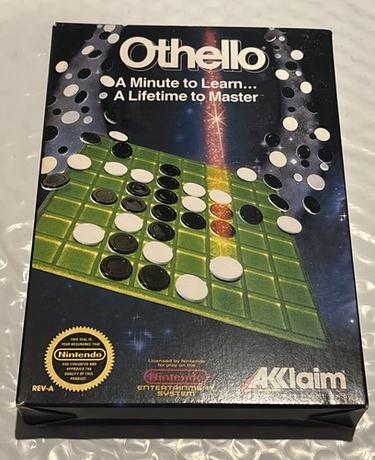 Othello
A Minute to Learn...
A Lifetime to Master
THIS SEAL IS
YOUR ASSURANCE THAT
Nintendo
HAS EVALUATED AND
APPROVED THE
QUALITY OF THIS
PRODUCT
REV-A
Licensed by Nintendo
for play on the
Nintendo
ENTERTAINMENT
SYSTEM
AKKlaim